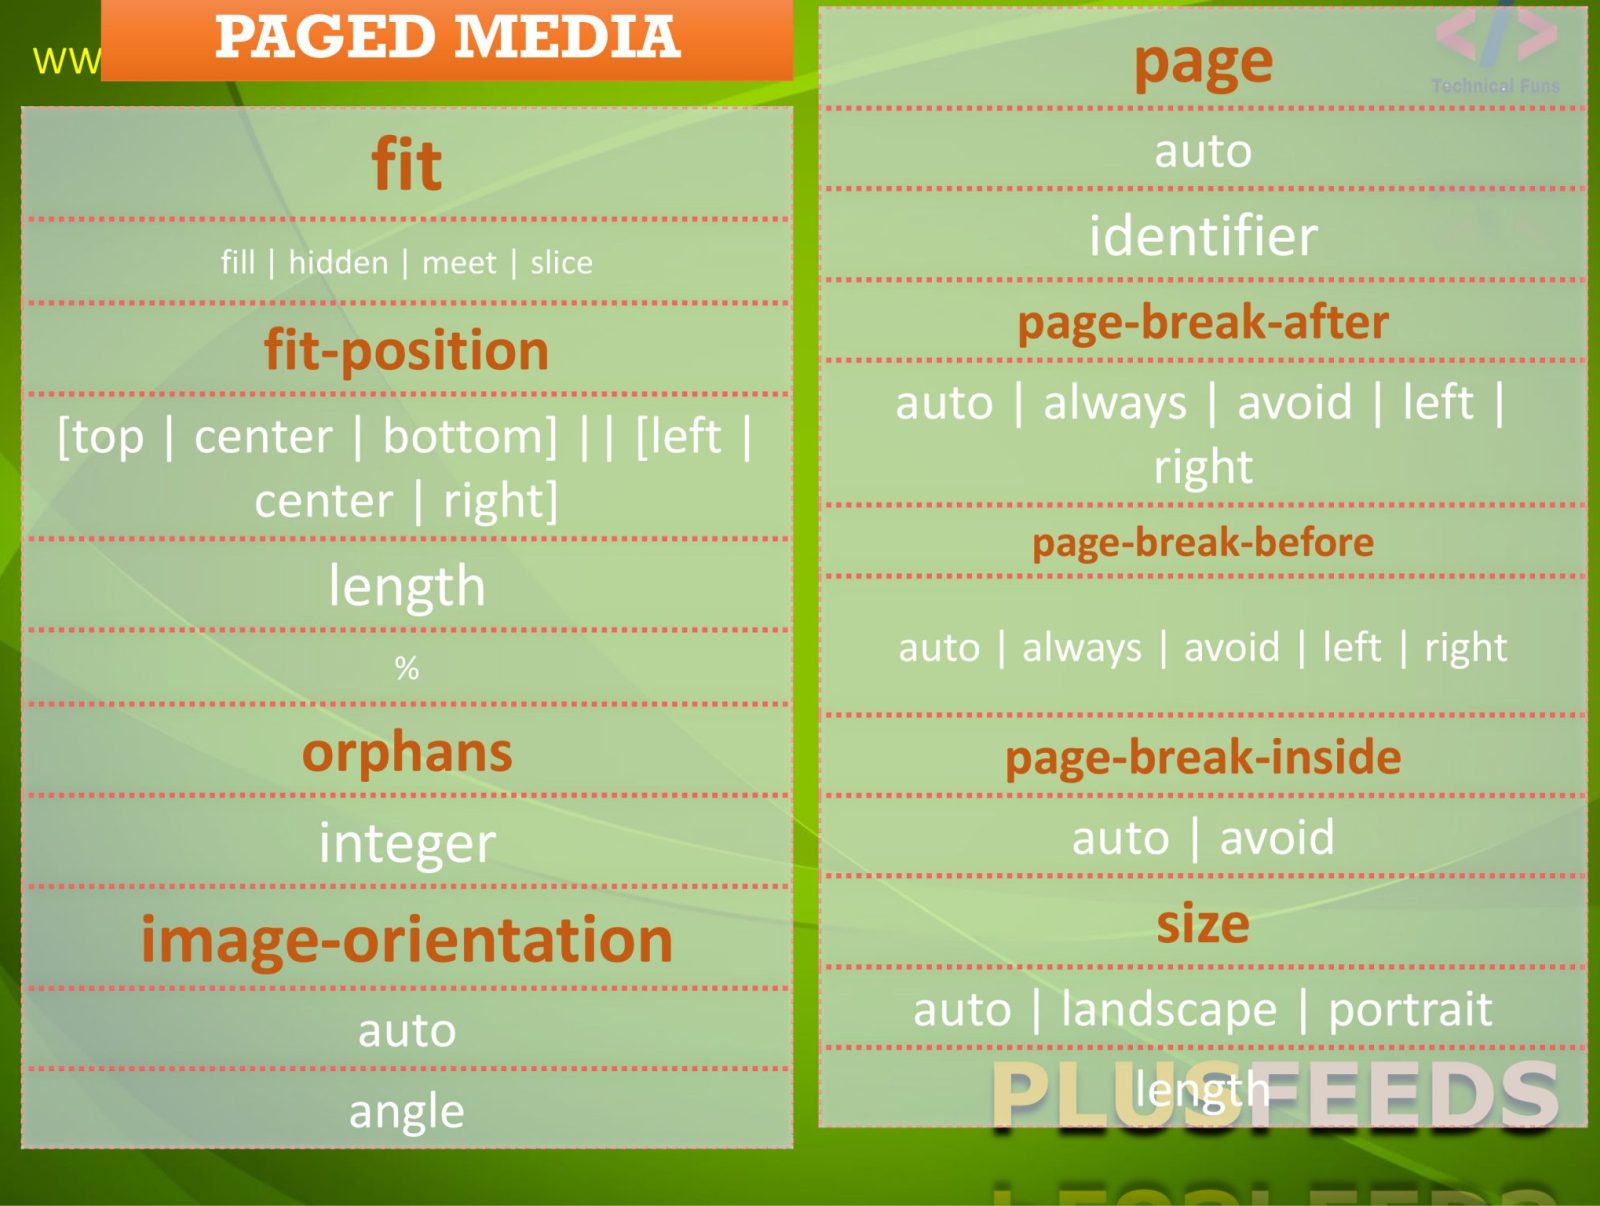 PAGED MEDIA
WW
fit
fill | hidden | meet | slice
fit-position
[top | center | bottom] || [left |
center | right]
length
%
orphans
integer
image-orientation
auto
angle
Technical Funs
page
auto
identifier
page-break-after
auto | always | avoid | left |
right
page-break-before
auto | always | avoid | left | right
page-break-inside
auto | avoid
size
auto | landscape | portrait
length
PLUSFEEDS